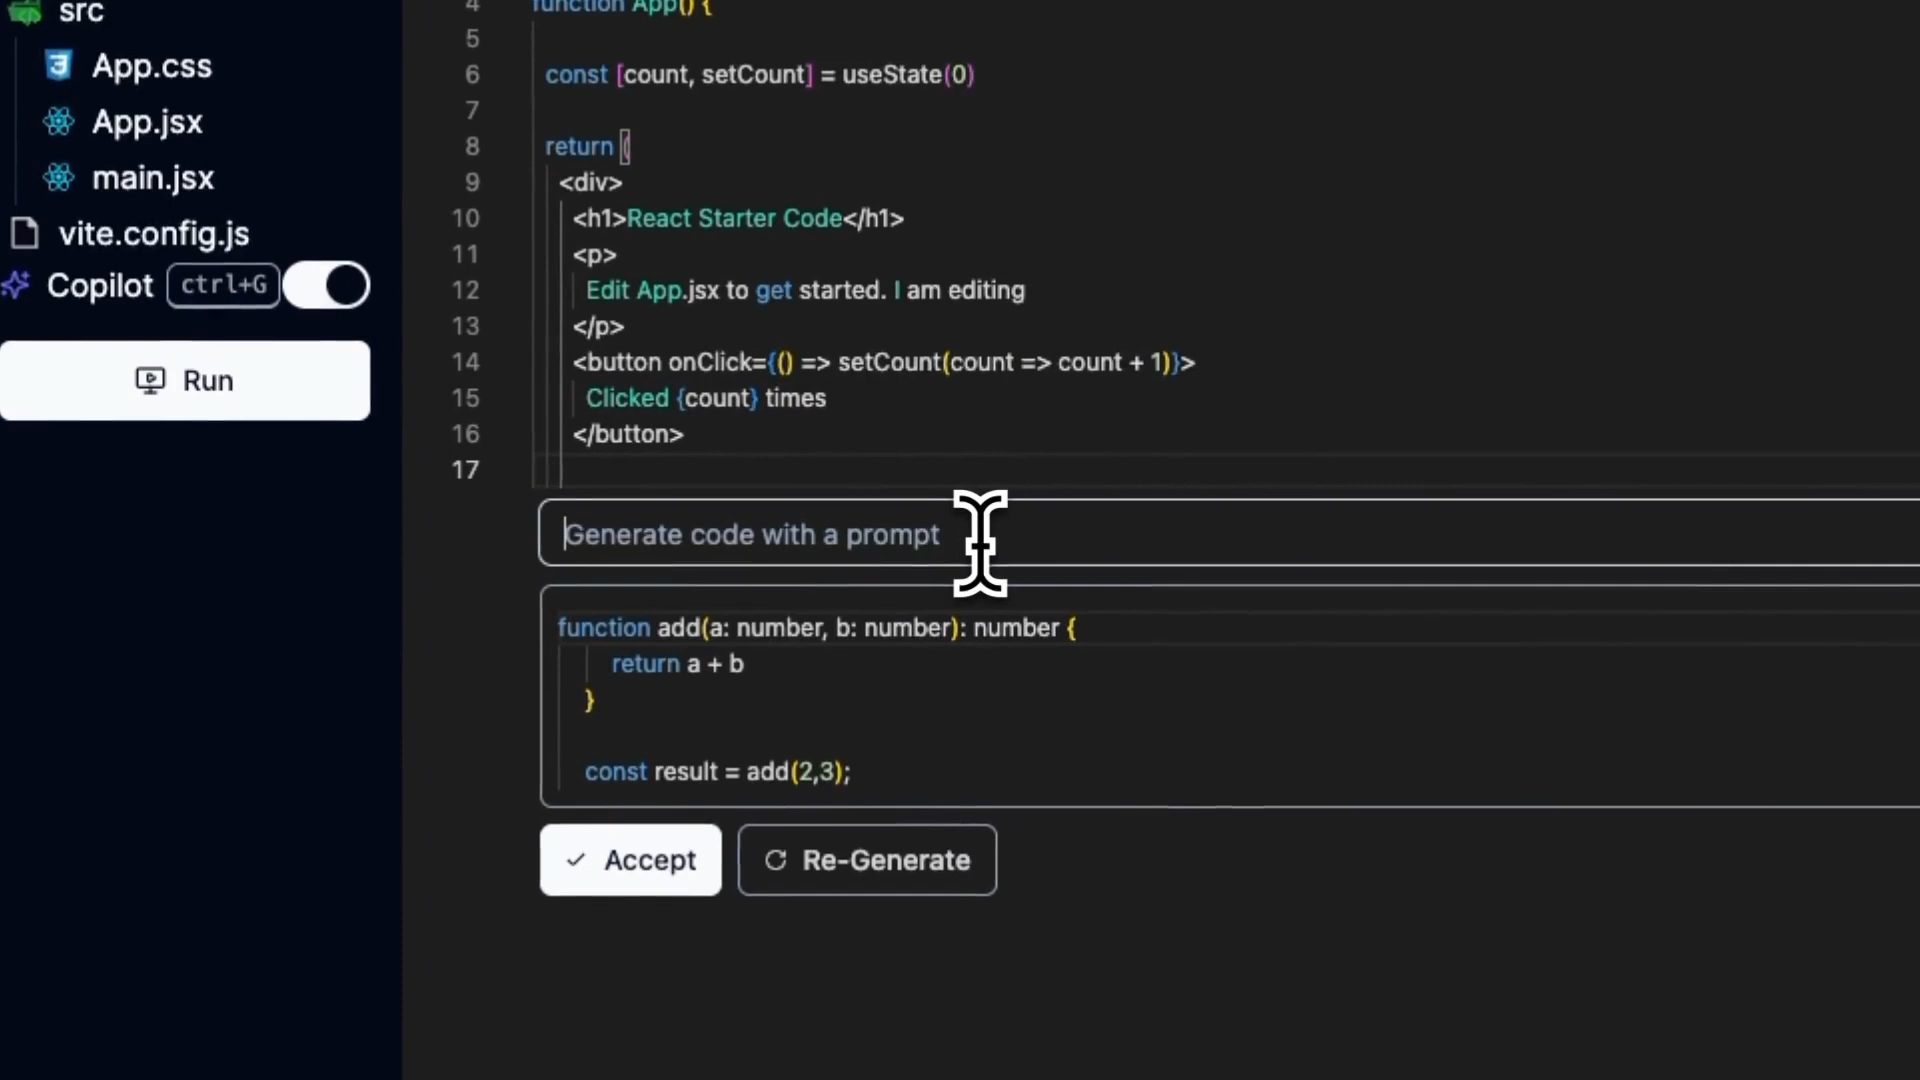 src
App.css
App.jsx
main.jsx
vite.config.js
Copilot ctrl+G
Run
4 function App() {
5
6 const [count, setCount] = useState(0)
7
8 return (
9 <div>
10 <h1>React Starter Code</h1>
11 <p>
12 Edit App.jsx to get started. I am editing
13 </p>
14 <button onClick={() => setCount(count => count + 1)}>
15 Clicked {count} times
16 </button>
17
Generate code with a prompt
function add(a: number, b: number): number {
return a + b
}
const result = add(2,3);
Accept
Re-Generate